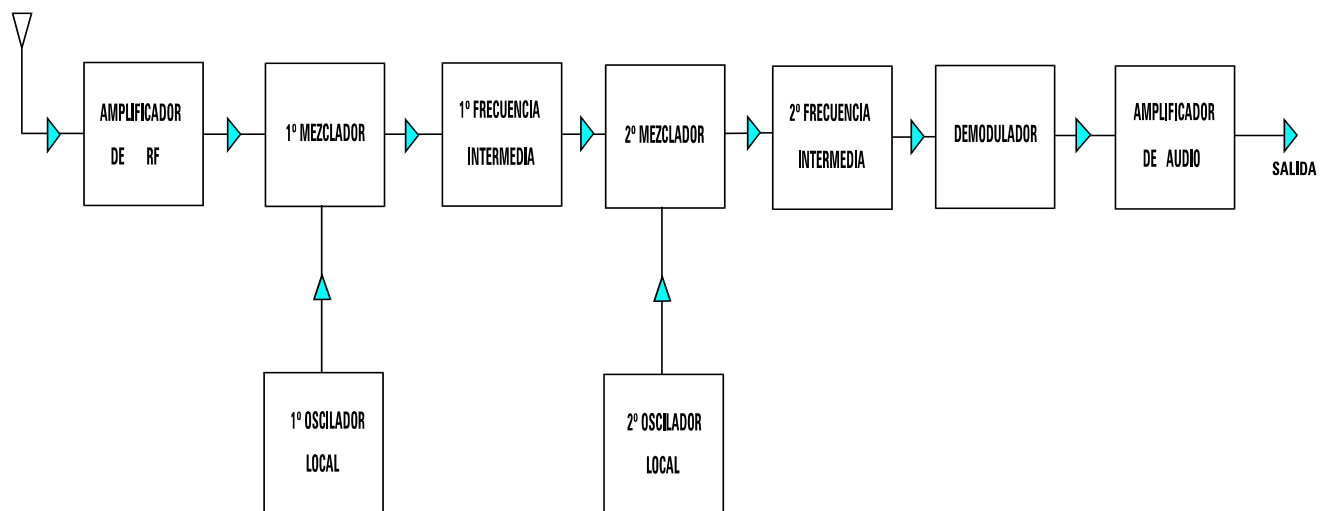 AMPLIFICADOR
DE RF
1º MEZCLADOR
1º FRECUENCIA
INTERMEDIA
2º MEZCLADOR
2º FRECUENCIA
INTERMEDIA
DEMODULADOR
AMPLIFICADOR
DE AUDIO
SALIDA
1º OSCILADOR
LOCAL
2º OSCILADOR
LOCAL